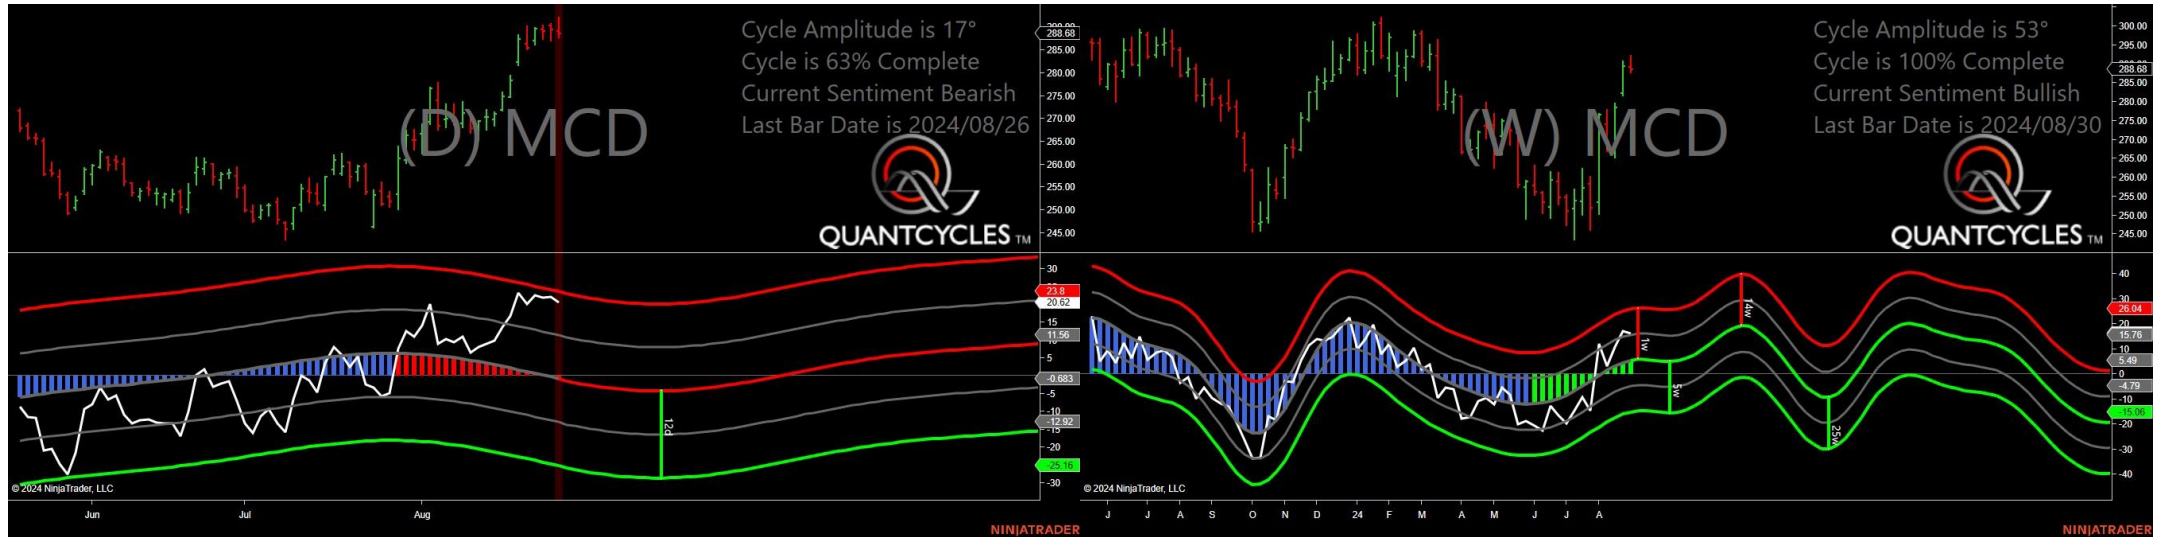 Cycle Amplitude is 17°
Cycle is 63% Complete
Current Sentiment Bearish
Last Bar Date is 2024/08/26
(D) MCD
QUANTCYCLES TM
288.68
285.00
280.00
275.00
270.00
265.00
260.00
255.00
250.00
245.00
30
23.8
20.62
15
11.56
5
-0.683
-5
-10
-12.92
-15
-20
-25.16
-30
12d
© 2024 NinjaTrader, LLC
Jun Jul Aug
NINJATRADER
Cycle Amplitude is 53°
Cycle is 100% Complete
Current Sentiment Bullish
Last Bar Date is 2024/08/30
(W) MCD
QUANTCYCLES TM
300.00
295.00
288.68
285.00
280.00
275.00
270.00
265.00
260.00
255.00
250.00
245.00
40
30
26.04
15.76
10
5.49
0
-4.79
-10
-15.06
-20
-30
-40
1w
5w
14w
25w
© 2024 NinjaTrader, LLC
J J A S O N D 24 F M A M J J A
NINJATRADER